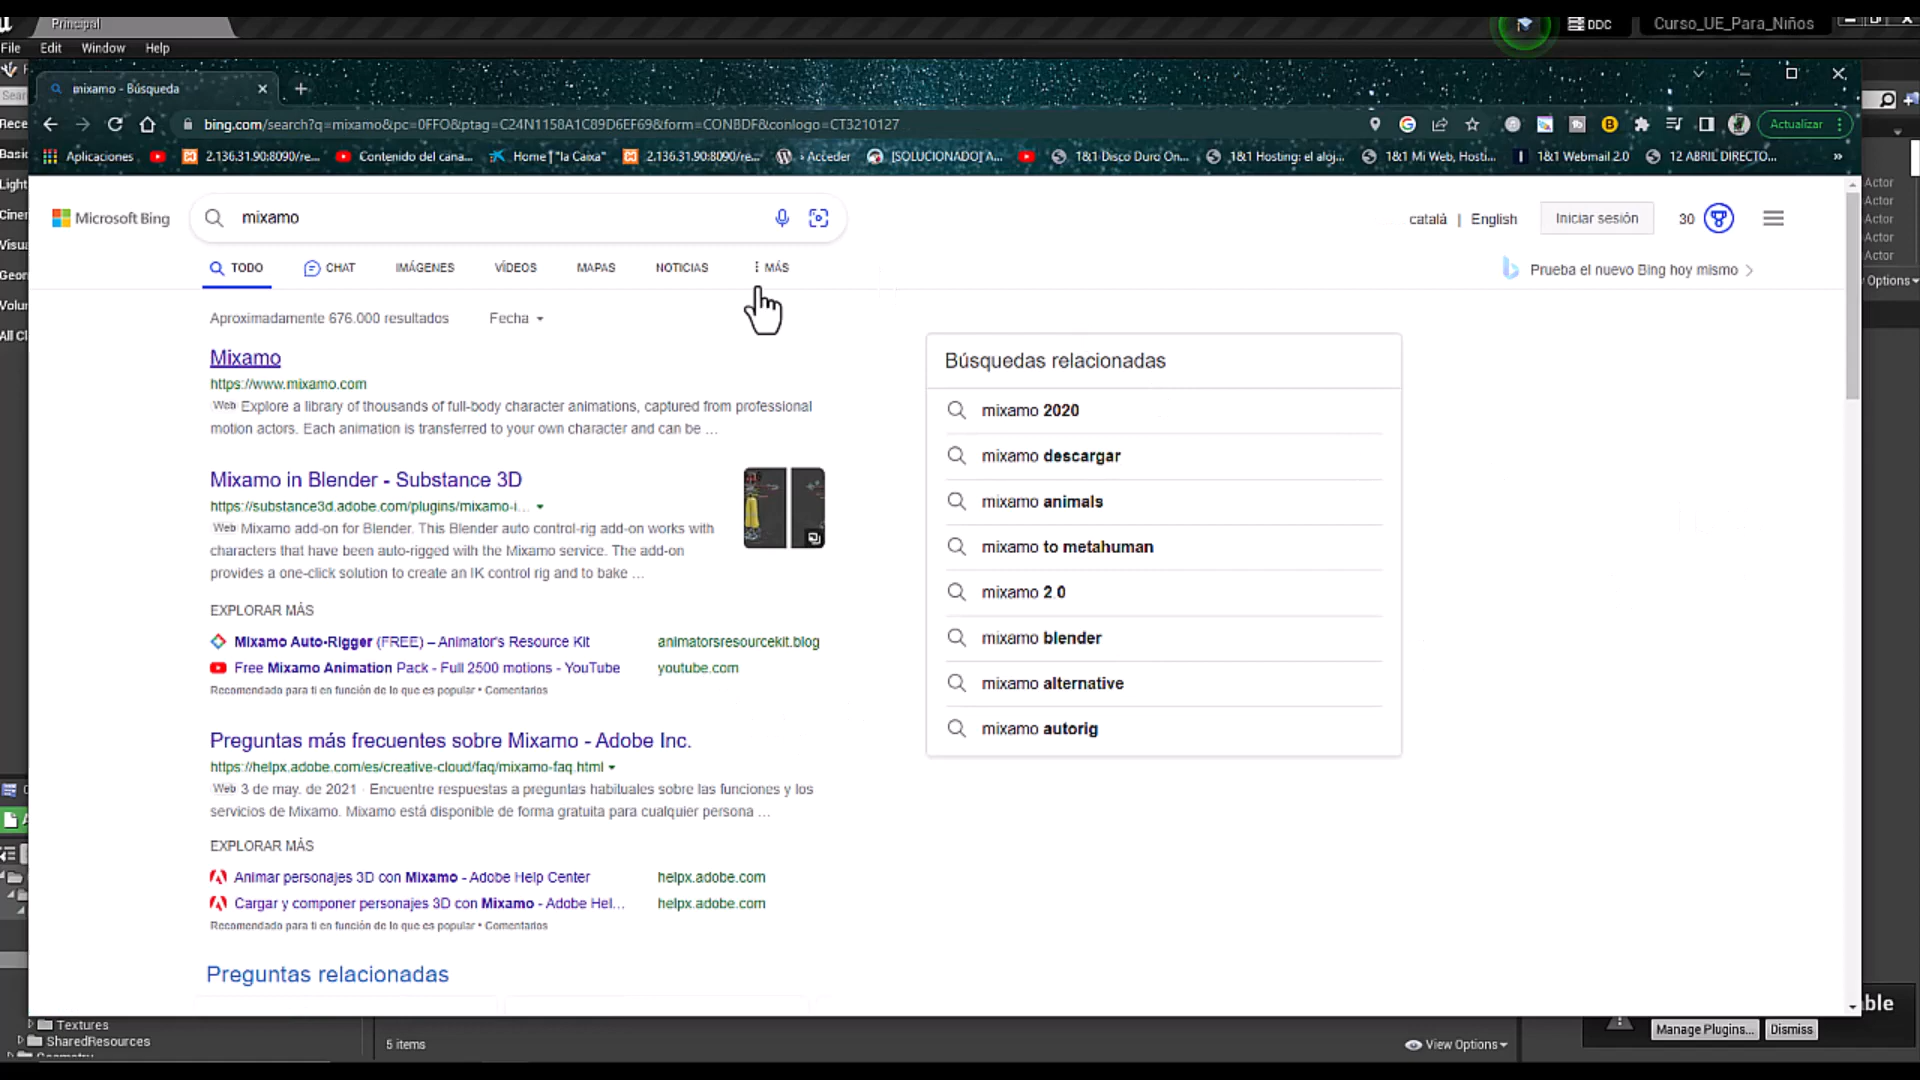 Principal
DDC
Curso_UE_Para_Niños
File Edit Window Help
mixamo - Búsqueda
bing.com/search?q=mixamo&pc=0FFO&ptag=C24N1158A1C89D6EF69&form=CONBDF&conlogo=CT3210127
Actualizar
Aplicaciones
2.136.31.90:8090/re...
Contenido del cana...
Home | "la Caixa"
2.136.31.90:8090/re...
‹ Acceder
[SOLUCIONADO] A...
1&1 Disco Duro On...
1&1 Hosting: el aloj...
1&1 Mi Web, Hosti...
1&1 Webmail 2.0
12 ABRIL DIRECTO...
»
Sear
Rece
Basic
Light
Ciner
Visua
Geor
Volur
All Cl
Actor
Actor
Actor
Actor
Actor
Options
Microsoft Bing
mixamo
català | English
Iniciar sesión
30
TODO
CHAT
IMÁGENES
VÍDEOS
MAPAS
NOTICIAS
MÁS
Prueba el nuevo Bing hoy mismo
Aproximadamente 676.000 resultados
Fecha
Mixamo
https://www.mixamo.com
Web Explore a library of thousands of full-body character animations, captured from professional
motion actors. Each animation is transferred to your own character and can be ...
Mixamo in Blender - Substance 3D
https://substance3d.adobe.com/plugins/mixamo-i...
Web Mixamo add-on for Blender. This Blender auto control-rig add-on works with
characters that have been auto-rigged with the Mixamo service. The add-on
provides a one-click solution to create an IK control rig and to bake ...
EXPLORAR MÁS
Mixamo Auto-Rigger (FREE) – Animator's Resource Kit
animatorsresourcekit.blog
Free Mixamo Animation Pack - Full 2500 motions - YouTube
youtube.com
Recomendado para ti en función de lo que es popular • Comentarios
Preguntas más frecuentes sobre Mixamo - Adobe Inc.
https://helpx.adobe.com/es/creative-cloud/faq/mixamo-faq.html
Web 3 de may. de 2021 · Encuentre respuestas a preguntas habituales sobre las funciones y los
servicios de Mixamo. Mixamo está disponible de forma gratuita para cualquier persona ...
EXPLORAR MÁS
Animar personajes 3D con Mixamo - Adobe Help Center
helpx.adobe.com
Cargar y componer personajes 3D con Mixamo - Adobe Hel...
helpx.adobe.com
Recomendado para ti en función de lo que es popular • Comentarios
Preguntas relacionadas
Búsquedas relacionadas
mixamo 2020
mixamo descargar
mixamo animals
mixamo to metahuman
mixamo 2 0
mixamo blender
mixamo alternative
mixamo autorig
Textures
SharedResources
5 items
View Options
ble
Manage Plugins...
Dismiss